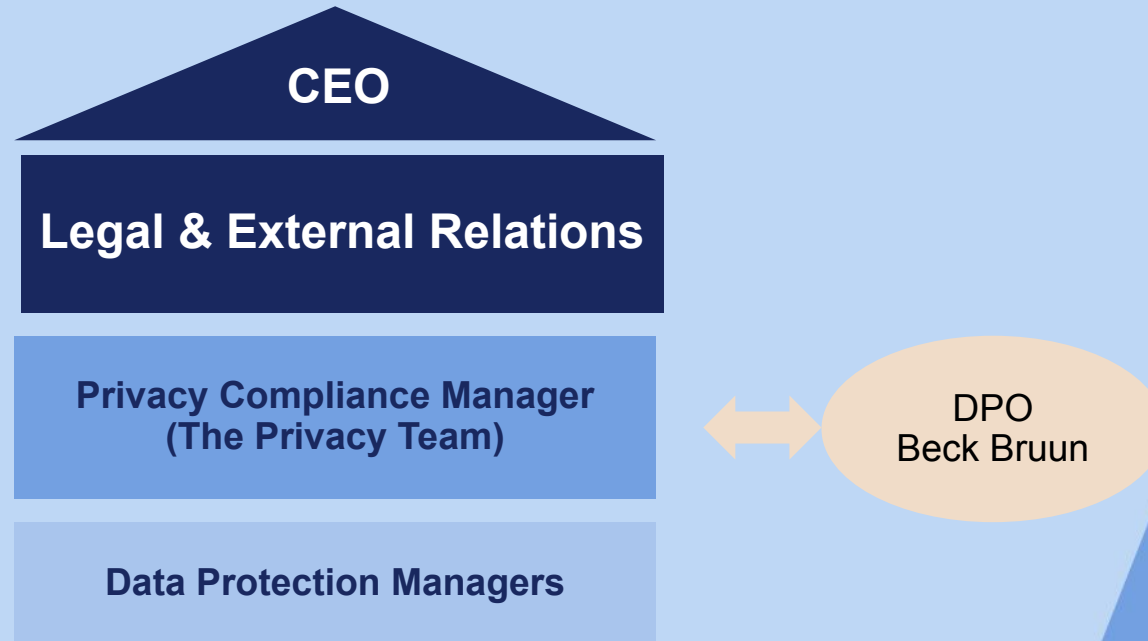 CEO
Legal & External Relations
Privacy Compliance Manager
(The Privacy Team)
DPO
Beck Bruun
Data Protection Managers